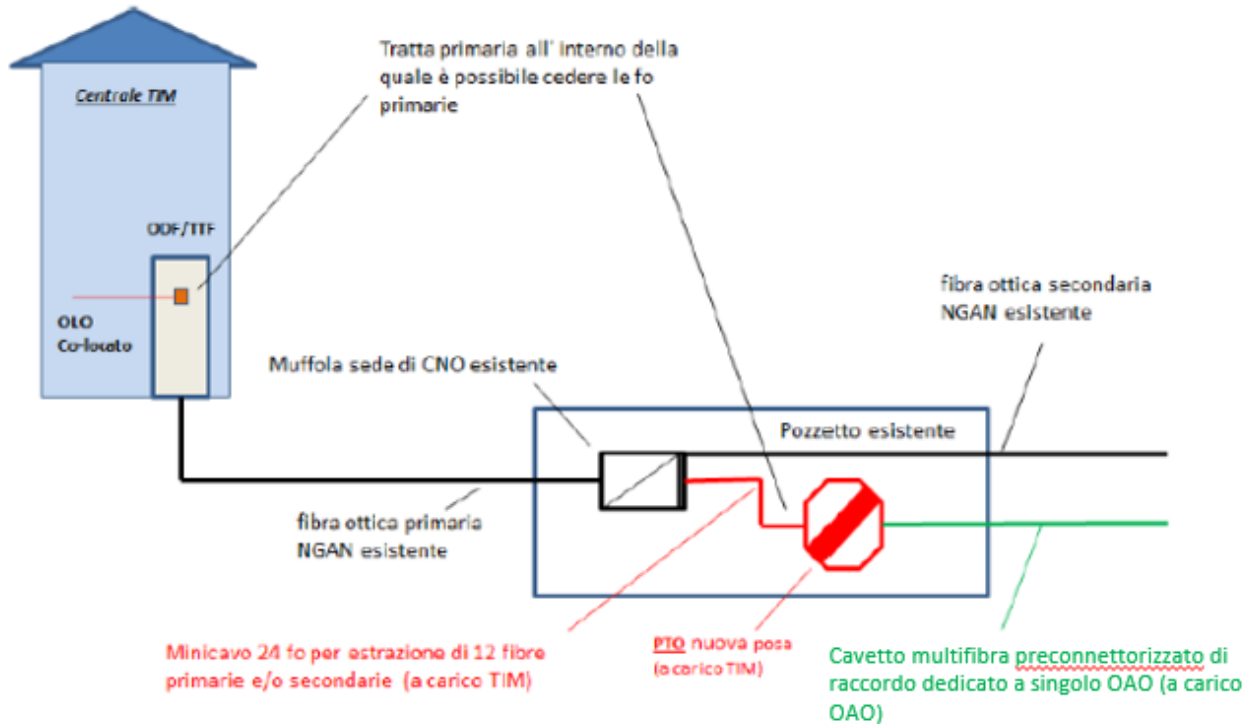 Tratta primaria all' interno della
quale è possibile cedere le fo
primarie
Centrale TIM
ODF/TTF
OLO
Co-locato
fibra ottica secondaria
NGAN esistente
Muffola sede di CNO esistente
Pozzetto esistente
fibra ottica primaria
NGAN esistente
Minicavo 24 fo per estrazione di 12 fibre
primarie e/o secondarie (a carico TIM)
PTO nuova posa
(a carico TIM)
Cavetto multifibra preconnettorizzato di
raccordo dedicato a singolo OAO (a carico
OAO)